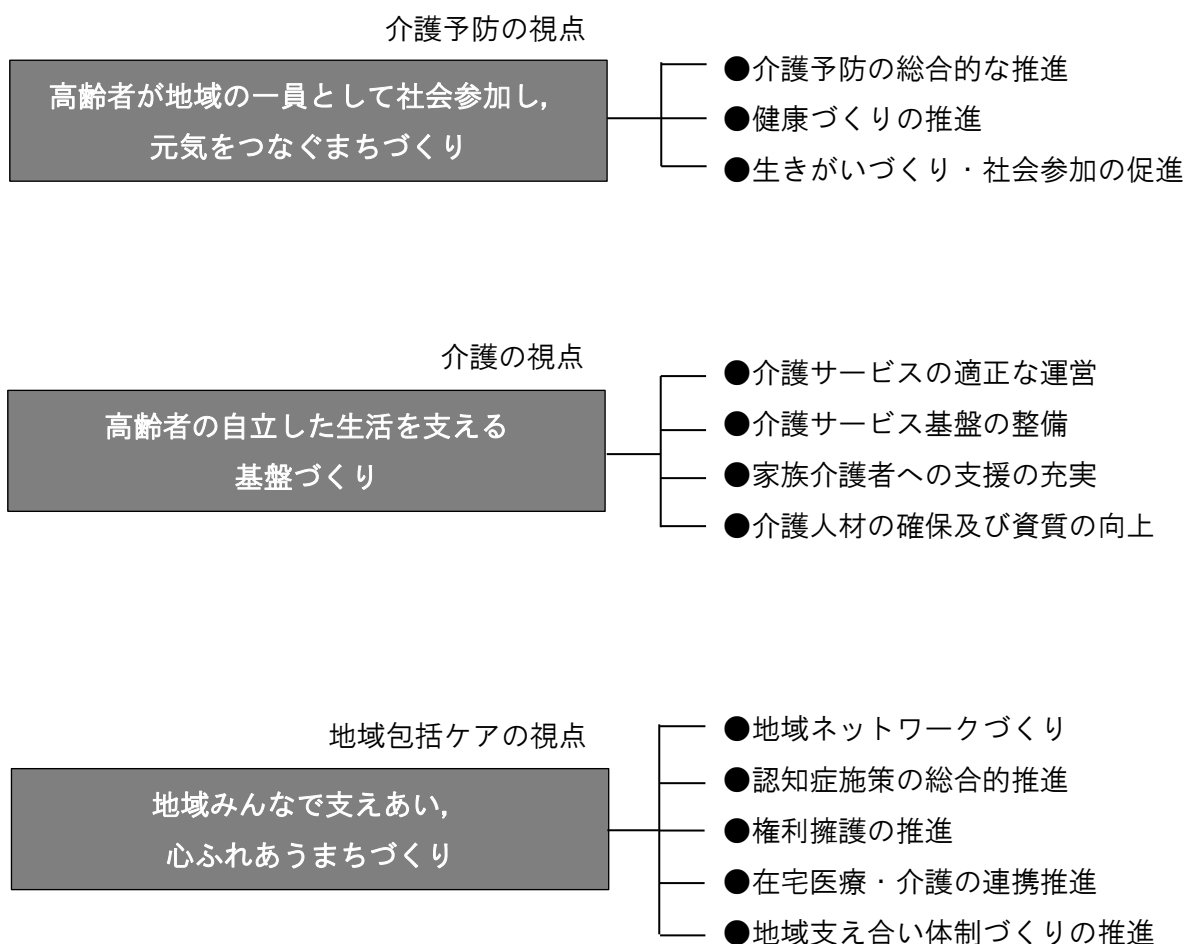 介護予防の視点
高齢者が地域の一員として社会参加し,
元気をつなぐまちづくり
●介護予防の総合的な推進
●健康づくりの推進
●生きがいづくり・社会参加の促進
介護の視点
高齢者の自立した生活を支える
基盤づくり
●介護サービスの適正な運営
●介護サービス基盤の整備
●家族介護者への支援の充実
●介護人材の確保及び資質の向上
地域包括ケアの視点
地域みんなで支えあい,
心ふれあうまちづくり
●地域ネットワークづくり
●認知症施策の総合的推進
●権利擁護の推進
●在宅医療・介護の連携推進
●地域支え合い体制づくりの推進